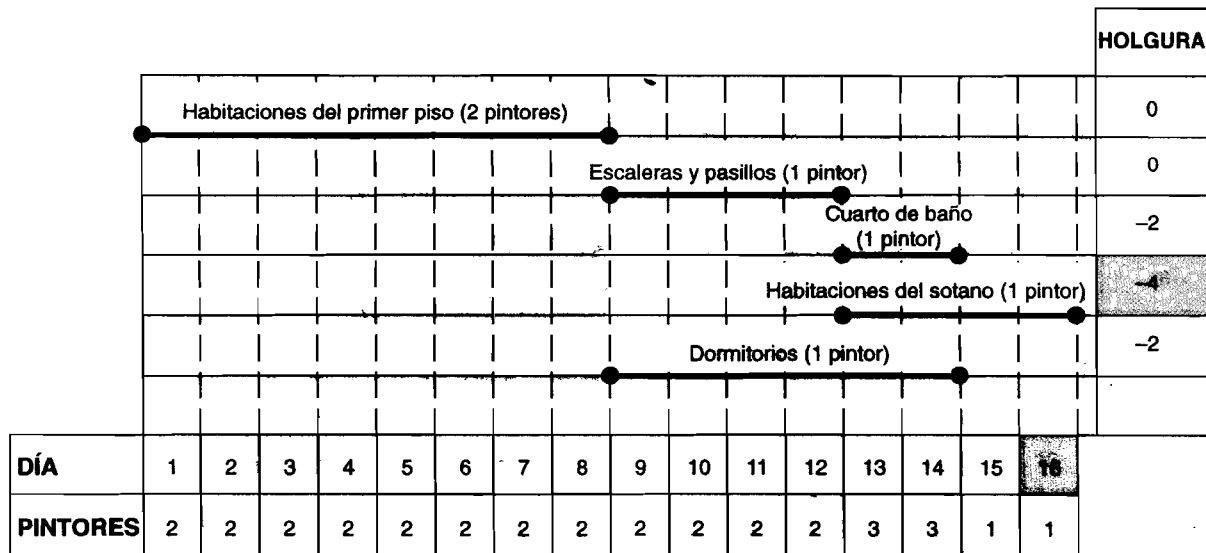 HOLGURA
Habitaciones del primer piso (2 pintores)
0
Escaleras y pasillos (1 pintor)
0
Cuarto de baño
(1 pintor)
–2
Habitaciones del sotano (1 pintor)
–4
Dormitorios (1 pintor)
–2
DÍA 1 2 3 4 5 6 7 8 9 10 11 12 13 14 15 16
PINTORES 2 2 2 2 2 2 2 2 2 2 2 2 3 3 1 1